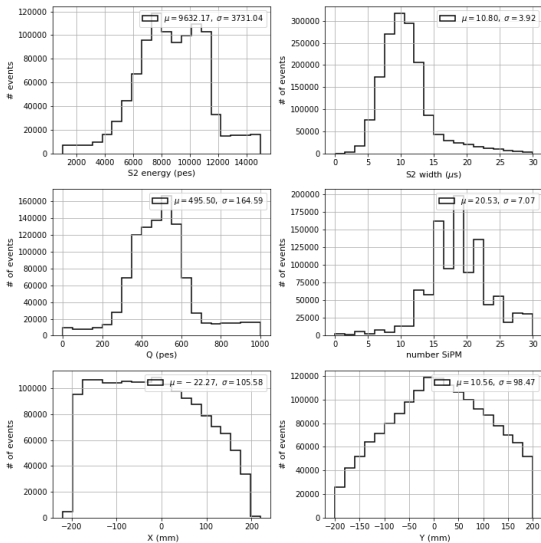 120000
100000
80000
60000
40000
20000
0
# events
μ = 9632.17, σ = 3731.04
2000 4000 6000 8000 10000 12000 14000
S2 energy (pes)
300000
250000
200000
150000
100000
50000
0
# of events
μ = 10.80, σ = 3.92
0 5 10 15 20 25 30
S2 width (μs)
160000
140000
120000
100000
80000
60000
40000
20000
0
# of events
μ = 495.50, σ = 164.59
0 200 400 600 800 1000
Q (pes)
200000
175000
150000
125000
100000
75000
50000
25000
0
# of events
μ = 20.53, σ = 7.07
0 5 10 15 20 25 30
number SiPM
100000
80000
60000
40000
20000
0
# of events
μ = −22.27, σ = 105.58
−200 −100 0 100 200
X (mm)
120000
100000
80000
60000
40000
20000
0
# of events
μ = 10.56, σ = 98.47
−200 −150 −100 −50 0 50 100 150 200
Y (mm)